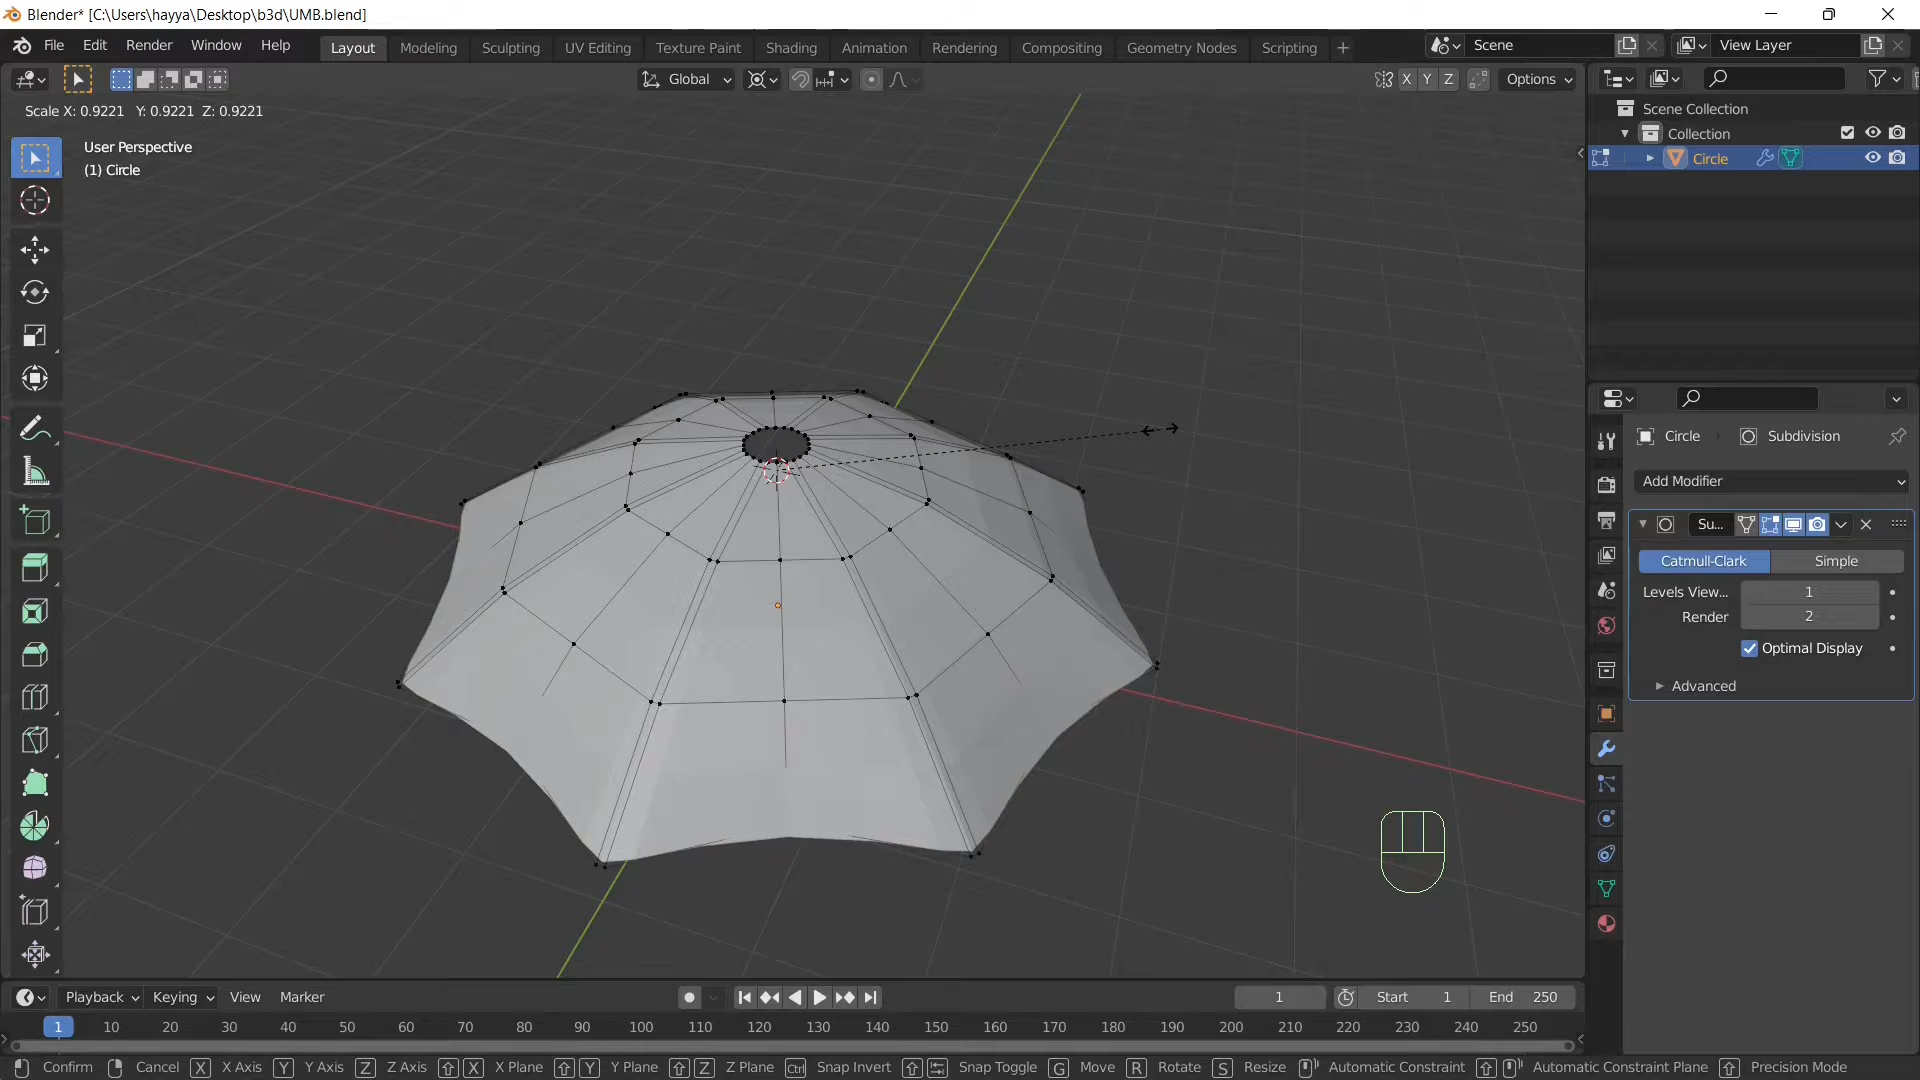 Blender* [C:\Users\hayya\Desktop\b3d\UMB.blend]
File Edit Render Window Help Layout Modeling Sculpting UV Editing Texture Paint Shading Animation Rendering Compositing Geometry Nodes Scripting + Scene View Layer
Global X Y Z Options
Scale X: 0.9221 Y: 0.9221 Z: 0.9221
User Perspective
(1) Circle
Scene Collection
Collection
Circle
Circle Subdivision
Add Modifier
Su...
Catmull-Clark Simple
Levels View... 1
Render 2
Optimal Display
Advanced
Playback Keying View Marker 1 Start 1 End 250
1 10 20 30 40 50 60 70 80 90 100 110 120 130 140 150 160 170 180 190 200 210 220 230 240 250
Confirm Cancel X X Axis Y Y Axis Z Z Axis X X Plane Y Y Plane Z Z Plane Ctrl Snap Invert Snap Toggle G Move R Rotate S Resize Automatic Constraint Automatic Constraint Plane Precision Mode